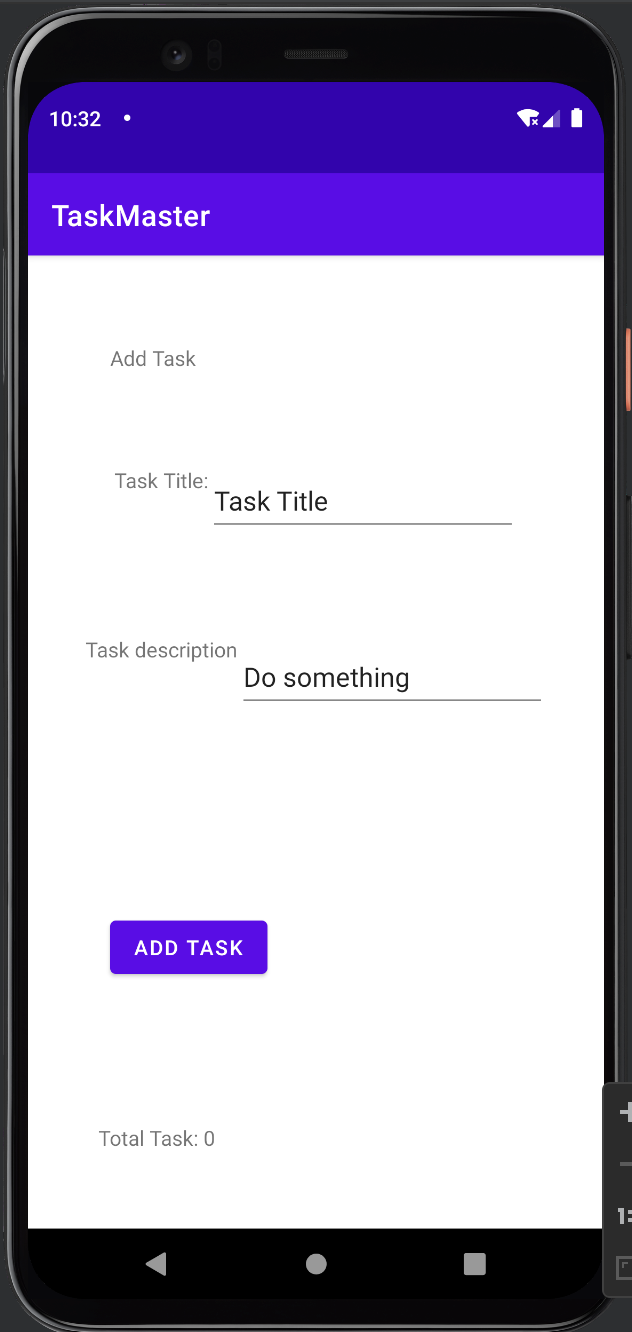 10:32
TaskMaster
Add Task
Task Title:
Task Title
Task description
Do something
ADD TASK
Total Task: 0